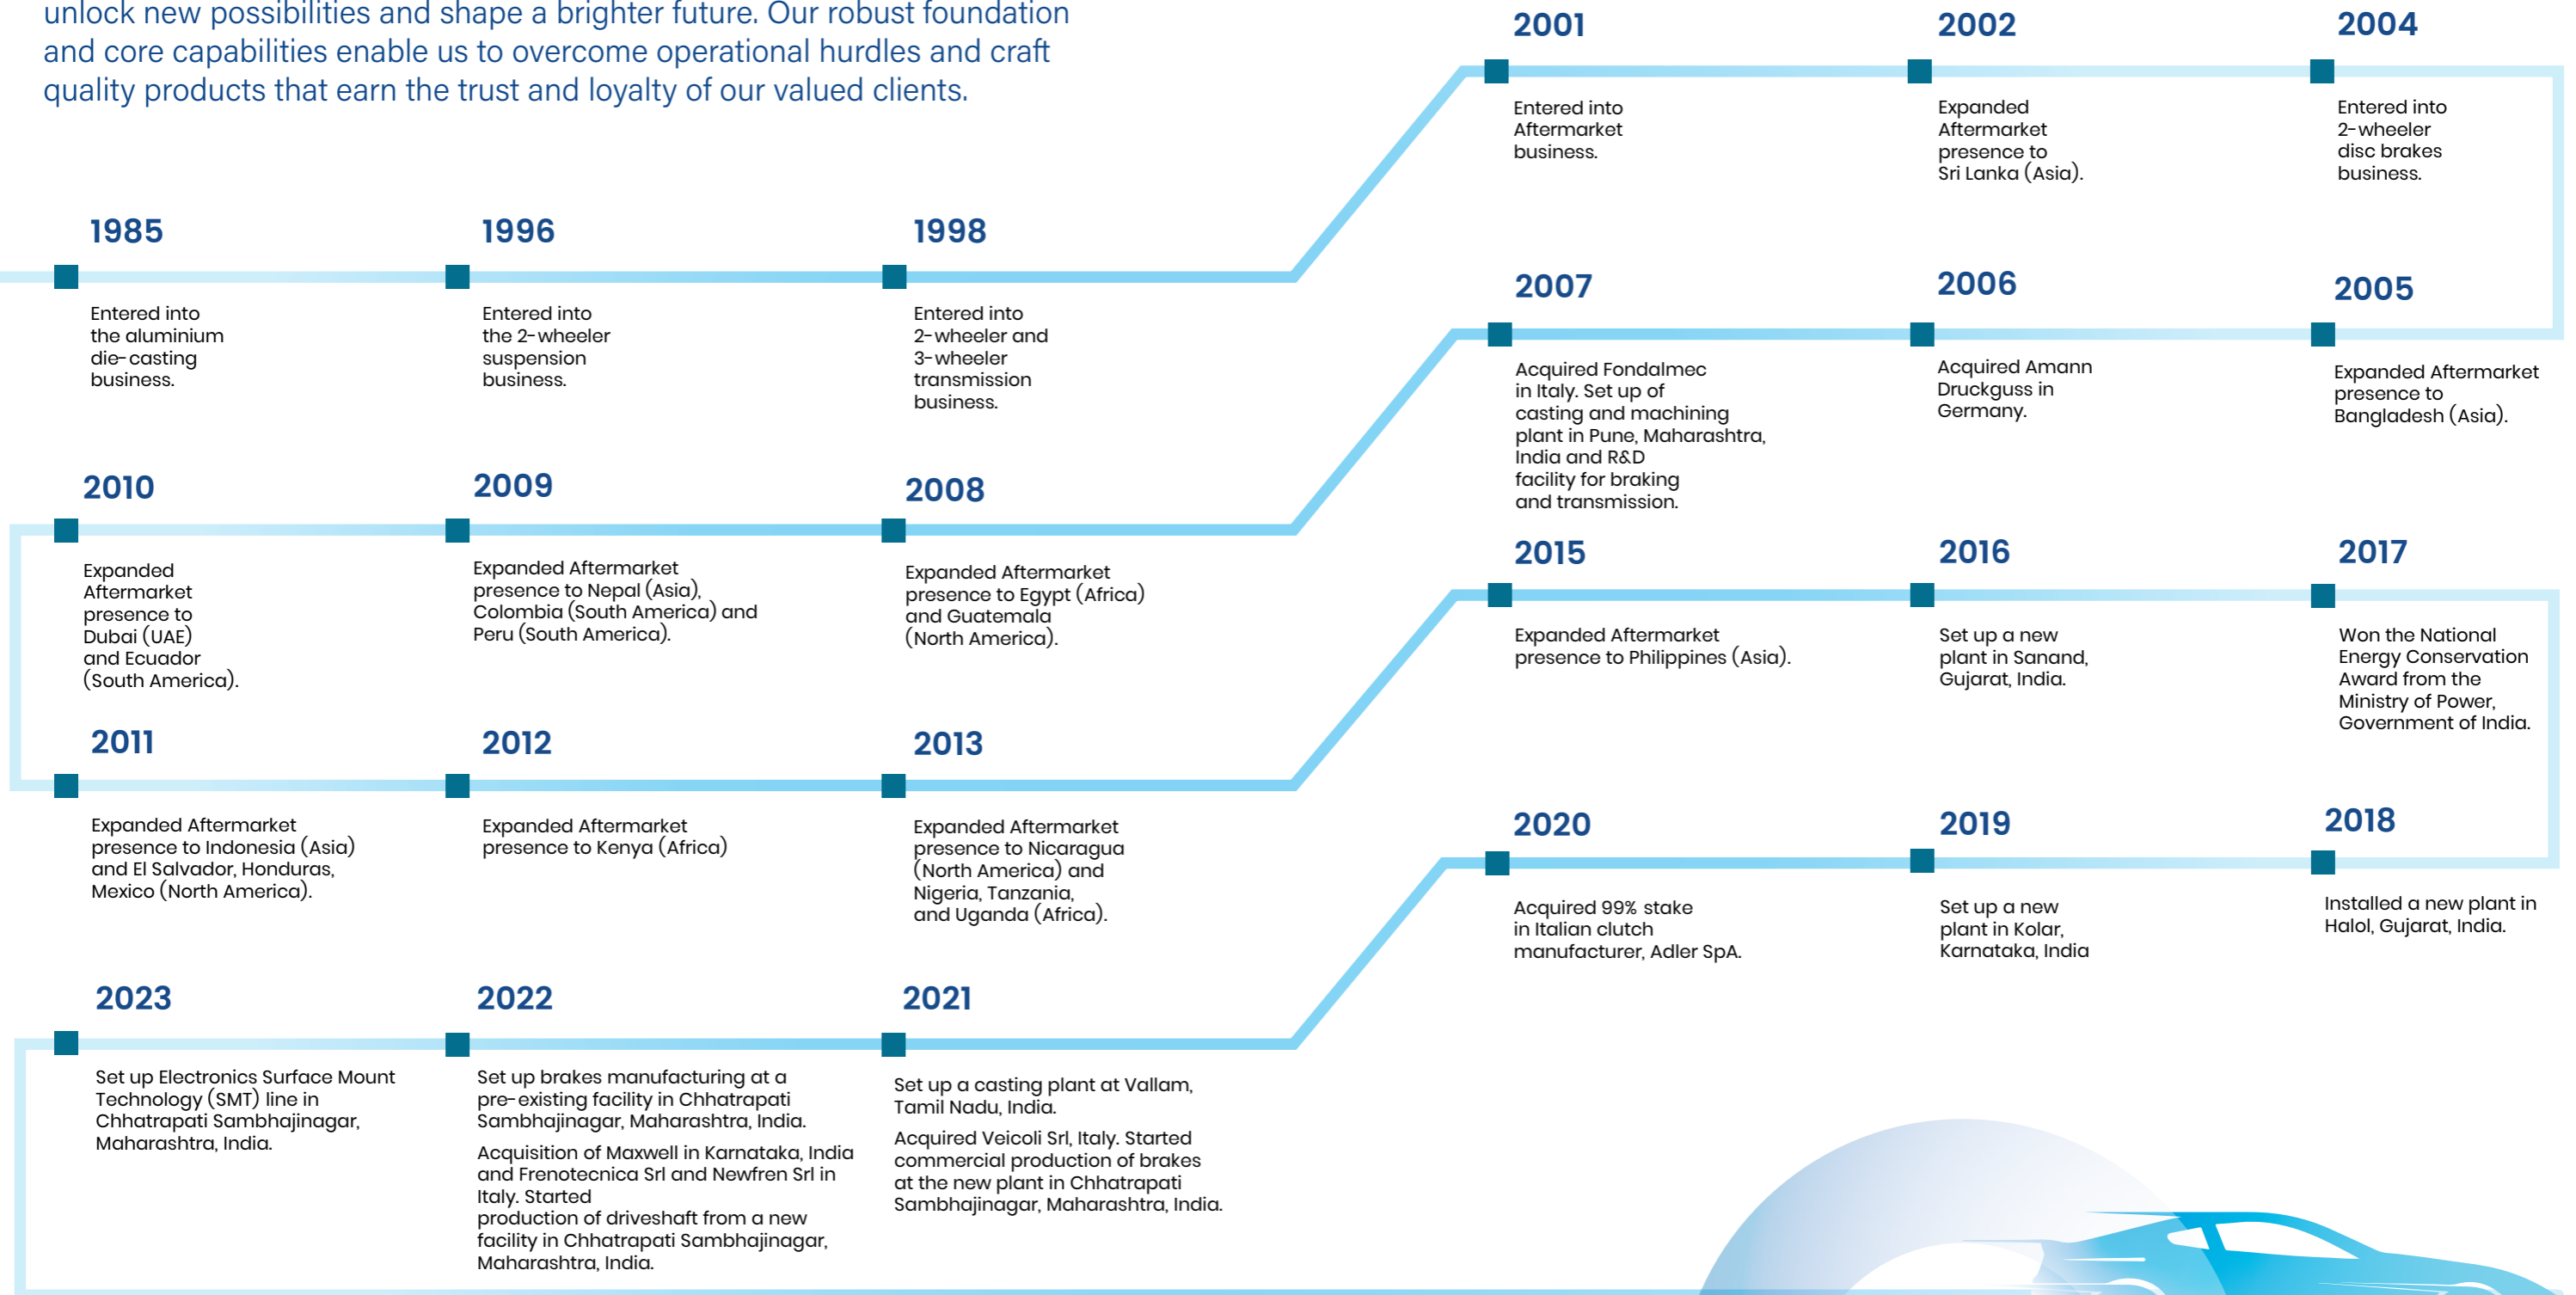 unlock new possibilities and shape a brighter future. Our robust foundation
and core capabilities enable us to overcome operational hurdles and craft
quality products that earn the trust and loyalty of our valued clients.
1985
Entered into
the aluminium
die-casting
business.
1996
Entered into
the 2-wheeler
suspension
business.
1998
Entered into
2-wheeler and
3-wheeler
transmission
business.
2001
Entered into
Aftermarket
business.
2002
Expanded
Aftermarket
presence to
Sri Lanka (Asia).
2004
Entered into
2-wheeler
disc brakes
business.
2005
Expanded Aftermarket
presence to
Bangladesh (Asia).
2006
Acquired Amann
Druckguss in
Germany.
2007
Acquired Fondalmec
in Italy. Set up of
casting and machining
plant in Pune, Maharashtra,
India and R&D
facility for braking
and transmission.
2008
Expanded Aftermarket
presence to Egypt (Africa)
and Guatemala
(North America).
2009
Expanded Aftermarket
presence to Nepal (Asia),
Colombia (South America) and
Peru (South America).
2010
Expanded
Aftermarket
presence to
Dubai (UAE)
and Ecuador
(South America).
2011
Expanded Aftermarket
presence to Indonesia (Asia)
and El Salvador, Honduras,
Mexico (North America).
2012
Expanded Aftermarket
presence to Kenya (Africa)
2013
Expanded Aftermarket
presence to Nicaragua
(North America) and
Nigeria, Tanzania,
and Uganda (Africa).
2015
Expanded Aftermarket
presence to Philippines (Asia).
2016
Set up a new
plant in Sanand,
Gujarat, India.
2017
Won the National
Energy Conservation
Award from the
Ministry of Power,
Government of India.
2018
Installed a new plant in
Halol, Gujarat, India.
2019
Set up a new
plant in Kolar,
Karnataka, India
2020
Acquired 99% stake
in Italian clutch
manufacturer, Adler SpA.
2021
Set up a casting plant at Vallam,
Tamil Nadu, India.
Acquired Veicoli Srl, Italy. Started
commercial production of brakes
at the new plant in Chhatrapati
Sambhajinagar, Maharashtra, India.
2022
Set up brakes manufacturing at a
pre-existing facility in Chhatrapati
Sambhajinagar, Maharashtra, India.
Acquisition of Maxwell in Karnataka, India
and Frenotecnica Srl and Newfren Srl in
Italy. Started
production of driveshaft from a new
facility in Chhatrapati Sambhajinagar,
Maharashtra, India.
2023
Set up Electronics Surface Mount
Technology (SMT) line in
Chhatrapati Sambhajinagar,
Maharashtra, India.